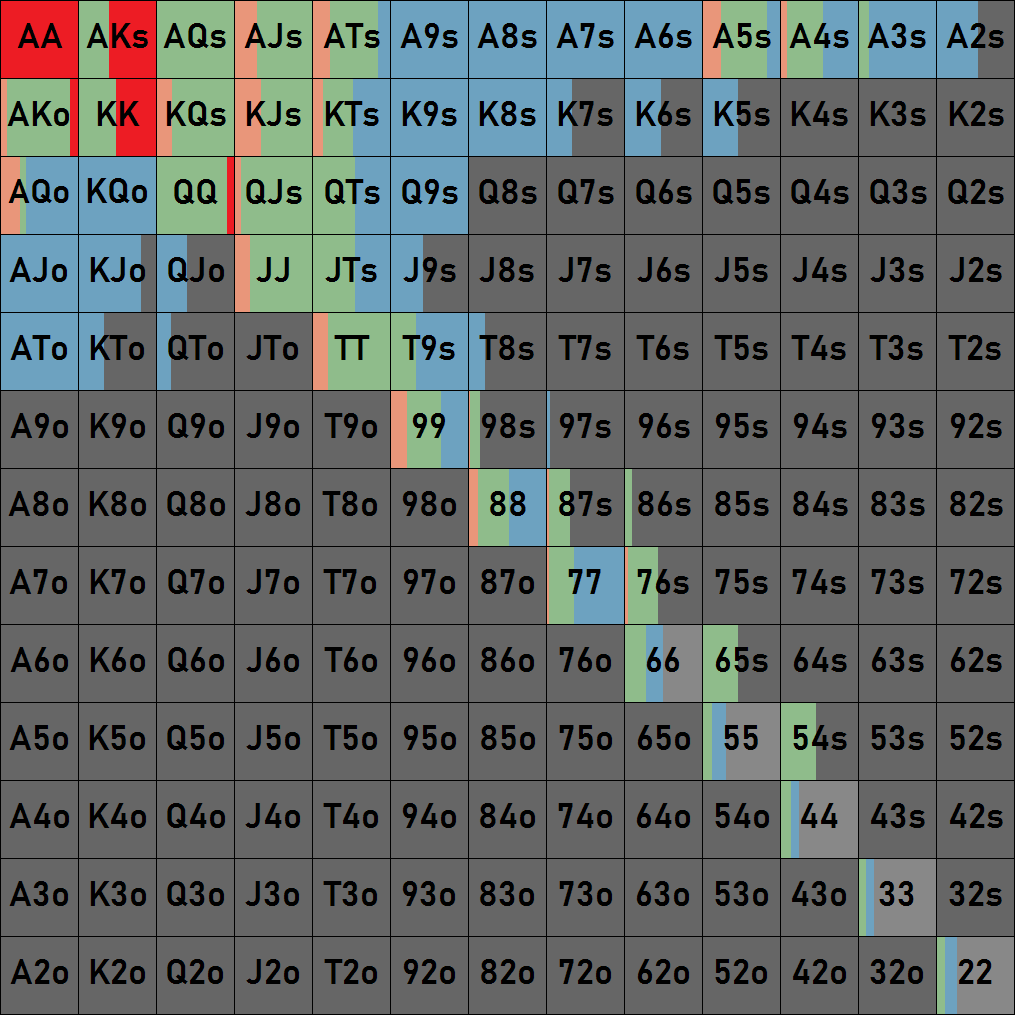 AA AKs AQs AJs ATs A9s A8s A7s A6s A5s A4s A3s A2s
AKo KK KQs KJs KTs K9s K8s K7s K6s K5s K4s K3s K2s
AQo KQo QQ QJs QTs Q9s Q8s Q7s Q6s Q5s Q4s Q3s Q2s
AJo KJo QJo JJ JTs J9s J8s J7s J6s J5s J4s J3s J2s
ATo KTo QTo JTo TT T9s T8s T7s T6s T5s T4s T3s T2s
A9o K9o Q9o J9o T9o 99 98s 97s 96s 95s 94s 93s 92s
A8o K8o Q8o J8o T8o 98o 88 87s 86s 85s 84s 83s 82s
A7o K7o Q7o J7o T7o 97o 87o 77 76s 75s 74s 73s 72s
A6o K6o Q6o J6o T6o 96o 86o 76o 66 65s 64s 63s 62s
A5o K5o Q5o J5o T5o 95o 85o 75o 65o 55 54s 53s 52s
A4o K4o Q4o J4o T4o 94o 84o 74o 64o 54o 44 43s 42s
A3o K3o Q3o J3o T3o 93o 83o 73o 63o 53o 43o 33 32s
A2o K2o Q2o J2o T2o 92o 82o 72o 62o 52o 42o 32o 22